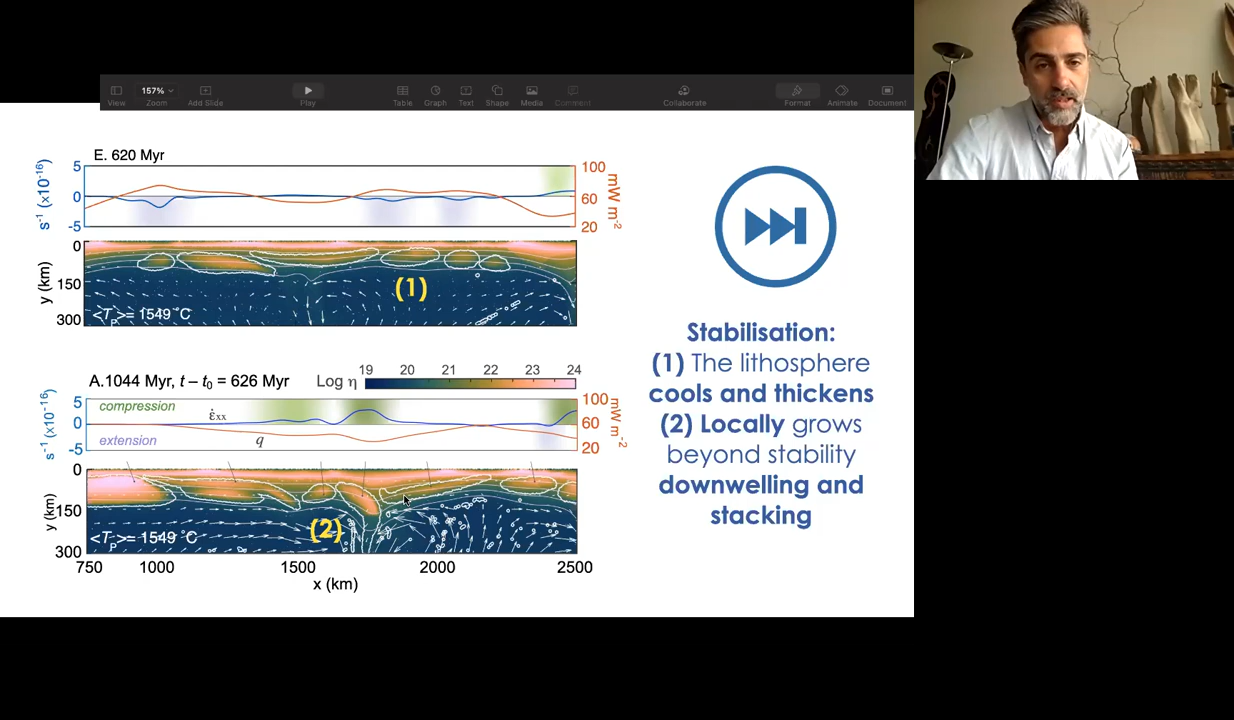 157%
View
Zoom
Add Slide
Play
Table
Graph
Text
Shape
Media
Comment
Collaborate
Format
Animate
Document
E. 620 Myr
5
0
-5
s⁻¹ (x10⁻¹⁶)
100
60
20
mW m⁻²
0
150
300
y (km)
(1)
<Tₚ>= 1549 ˚C
A.1044 Myr, t – t₀ = 626 Myr
Log η
19 20 21 22 23 24
5
0
-5
s⁻¹ (x10⁻¹⁶)
compression
ε̇xx
extension
q
100
60
20
mW m⁻²
0
150
300
y (km)
(2)
<Tₚ>= 1549 ˚C
750 1000 1500 2000 2500
x (km)
Stabilisation:
(1) The lithosphere
cools and thickens
(2) Locally grows
beyond stability
downwelling and
stacking